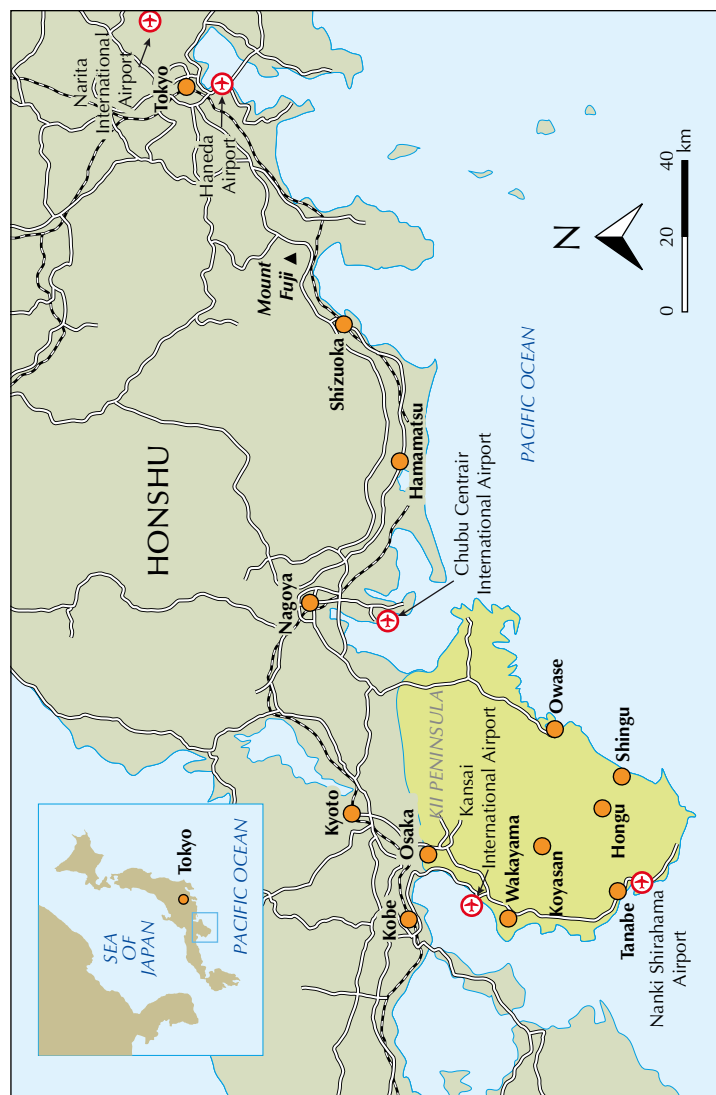 SEA
OF
JAPAN
Tokyo
PACIFIC OCEAN
HONSHU
Narita
International
Airport
Tokyo
Haneda
Airport
Mount
Fuji
Shizuoka
Hamamatsu
Nagoya
Chubu Centrair
International Airport
Kyoto
Osaka
Kobe
KII PENINSULA
Kansai
International Airport
Wakayama
Koyasan
Owase
Shingu
Hongu
Tanabe
Nanki Shirahama
Airport
PACIFIC OCEAN
N
0 20 40
km